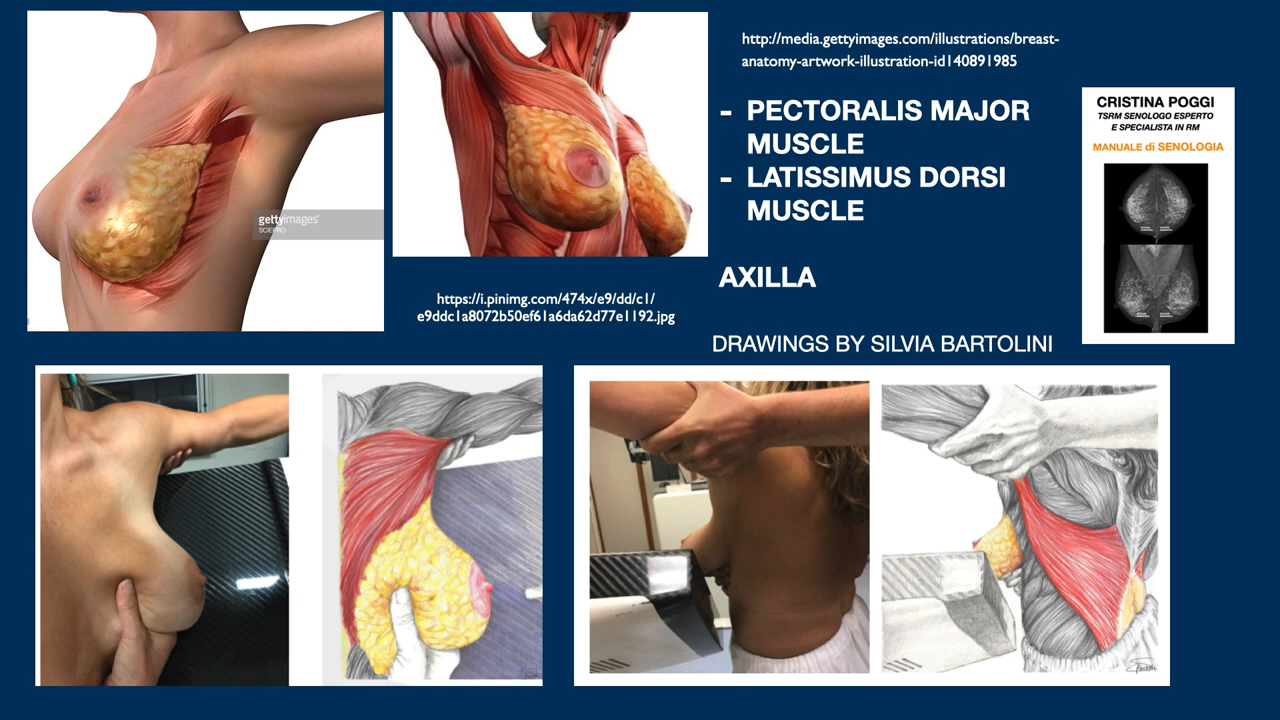 http://media.gettyimages.com/illustrations/breast-
anatomy-artwork-illustration-id140891985
- PECTORALIS MAJOR
MUSCLE
- LATISSIMUS DORSI
MUSCLE
AXILLA
DRAWINGS BY SILVIA BARTOLINI
CRISTINA POGGI
TSRM SENOLOGO ESPERTO
E SPECIALISTA IN RM
MANUALE di SENOLOGIA
gettyimages®
SCIEPRO
https://i.pinimg.com/474x/e9/dd/c1/
e9ddc1a8072b50ef61a6da62d77e1192.jpg